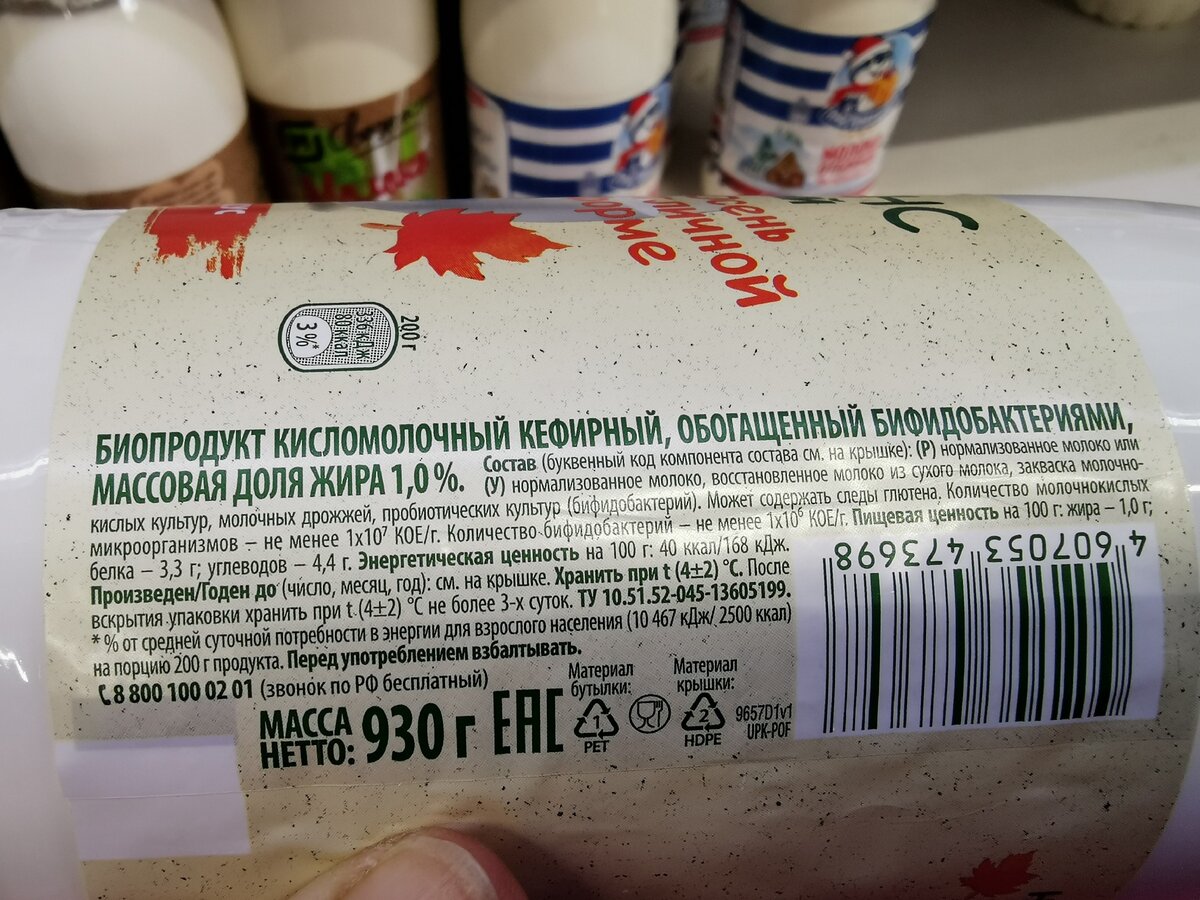 НС
й
сень
личной
орме
200 г
336 кДж
80 ккал
3%*
БИОПРОДУКТ КИСЛОМОЛОЧНЫЙ КЕФИРНЫЙ, ОБОГАЩЕННЫЙ БИФИДОБАКТЕРИЯМИ,
МАССОВАЯ ДОЛЯ ЖИРА 1,0 %. Состав (буквенный код компонента состава см. на крышке): (Р) нормализованное молоко или
(У) нормализованное молоко, восстановленное молоко из сухого молока, закваска молочно-
кислых культур, молочных дрожжей, пробиотических культур (бифидобактерий). Может содержать следы глютена. Количество молочнокислых
микроорганизмов – не менее 1х10⁷ КОЕ/г. Количество бифидобактерий – не менее 1х10⁶ КОЕ/г. Пищевая ценность на 100 г: жира – 1,0 г;
белка – 3,3 г; углеводов – 4,4 г. Энергетическая ценность на 100 г: 40 ккал/168 кДж.
Произведен/Годен до (число, месяц, год): см. на крышке. Хранить при t (4±2) °С. После
вскрытия упаковки хранить при t (4±2) °С не более 3-х суток. ТУ 10.51.52-045-13605199.
* % от средней суточной потребности в энергии для взрослого населения (10 467 кДж/ 2500 ккал)
на порцию 200 г продукта. Перед употреблением взбалтывать.
8 800 100 02 01 (звонок по РФ бесплатный)
МАССА
НЕТТО: 930 г
EAC
Материал
бутылки:
1
PET
Материал
крышки:
2
HDPE
9657D1v1
UPK-POF
4 607053 473698